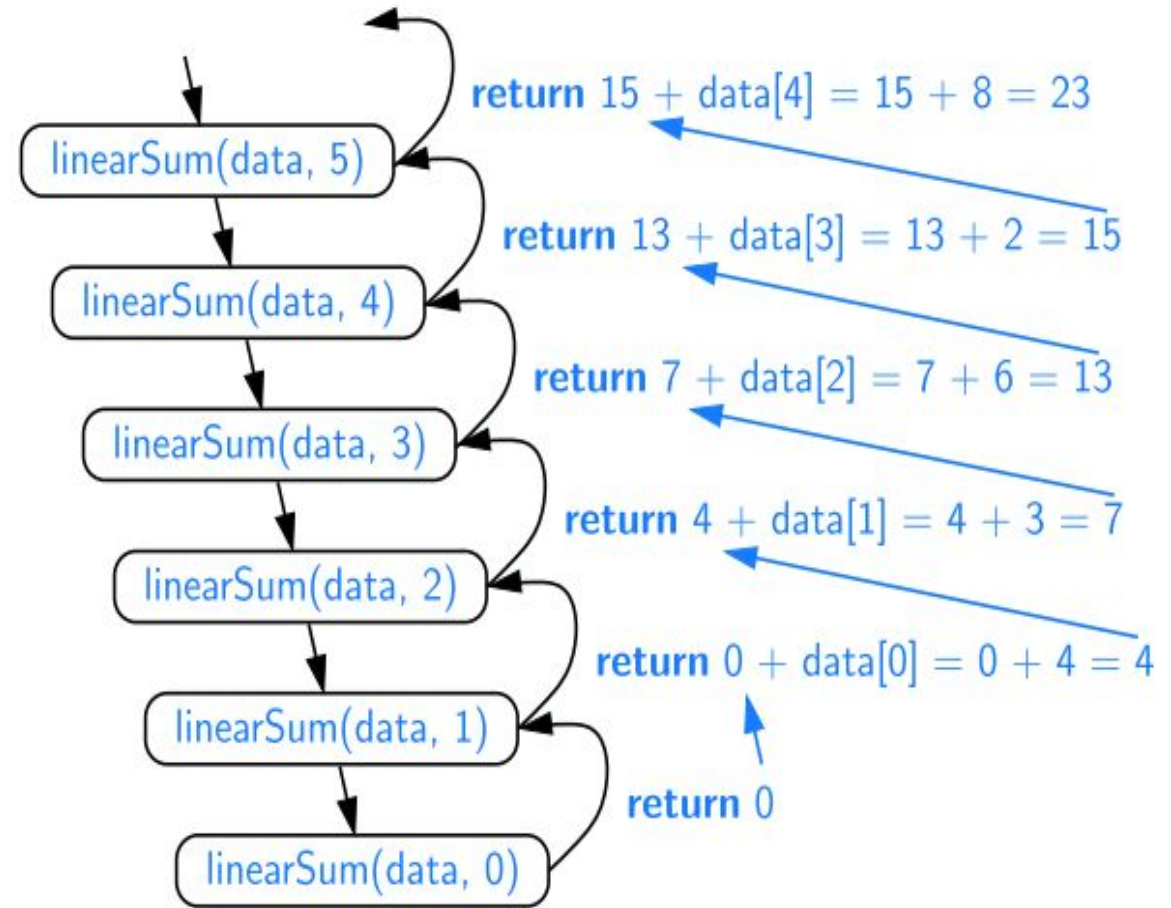 return 15 + data[4] = 15 + 8 = 23
linearSum(data, 5)
return 13 + data[3] = 13 + 2 = 15
linearSum(data, 4)
return 7 + data[2] = 7 + 6 = 13
linearSum(data, 3)
return 4 + data[1] = 4 + 3 = 7
linearSum(data, 2)
return 0 + data[0] = 0 + 4 = 4
linearSum(data, 1)
return 0
linearSum(data, 0)